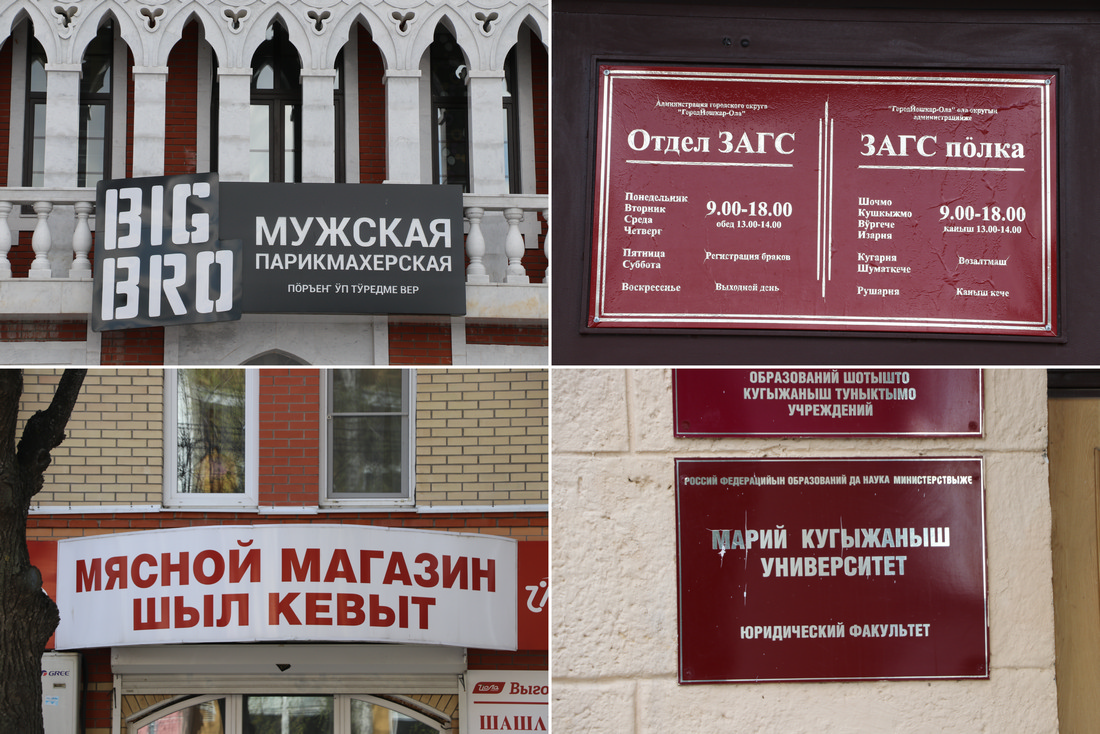 BIG
BRO
МУЖСКАЯ
ПАРИКМАХЕРСКАЯ
ПӦРЪЕҤ ӰП ТӰРЕДМЕ ВЕР
Администрация городского округа
"Город Йошкар-Ола"
Отдел ЗАГС
Понедельник
Вторник
Среда
Четверг
9.00-18.00
обед 13.00-14.00
Пятница
Суббота
Регистрация браков
Воскресенье
Выходной день
"Город Йошкар-Ола" ола округын
администрацийже
ЗАГС пӧлка
Шочмо
Кушкыжмо
Вӱргече
Изарня
9.00-18.00
каныш 13.00-14.00
Кугарня
Шуматкече
Возалтмаш
Рушарня
Каныш кече
МЯСНОЙ МАГАЗИН
ШЫЛ КЕВЫТ
GREE
Выго
ШАША
ОБРАЗОВАНИЙ ШОТЫШТО
КУГЫЖАНЫШ ТУНЫКТЫМО
УЧРЕЖДЕНИЙ
РОССИЙ ФЕДЕРАЦИЙЫН ОБРАЗОВАНИЙ ДА НАУКА МИНИСТЕРСТВЫЖЕ
МАРИЙ КУГЫЖАНЫШ
УНИВЕРСИТЕТ
ЮРИДИЧЕСКИЙ ФАКУЛЬТЕТ